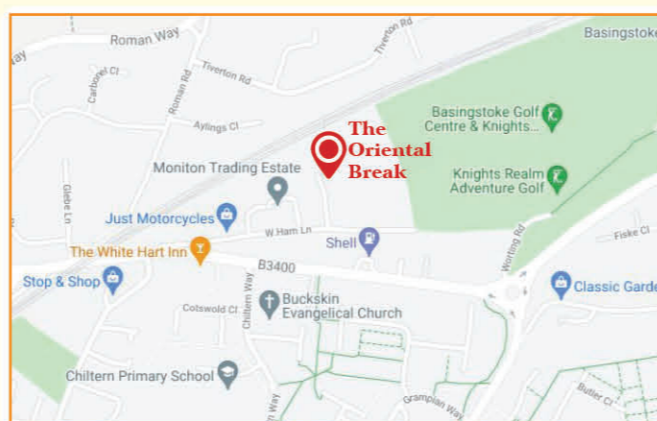 Roman Way
Tiverton Rd
Basingstoke
Carbonel Cl
Roman Rd
Tiverton Rd
Aylings Cl
The
Oriental
Break
Basingstoke Golf
Centre & Knights...
Moniton Trading Estate
Knights Realm
Adventure Golf
Glebe Ln
Just Motorcycles
W Ham Ln
Shell
Worting Rd
Fiske Cl
The White Hart Inn
B3400
Stop & Shop
Chiltern Way
Classic Garde
Cotswold Cl
Buckskin
Evangelical Church
Chiltern Primary School
Grampian Way
Butler Cl
rn Way